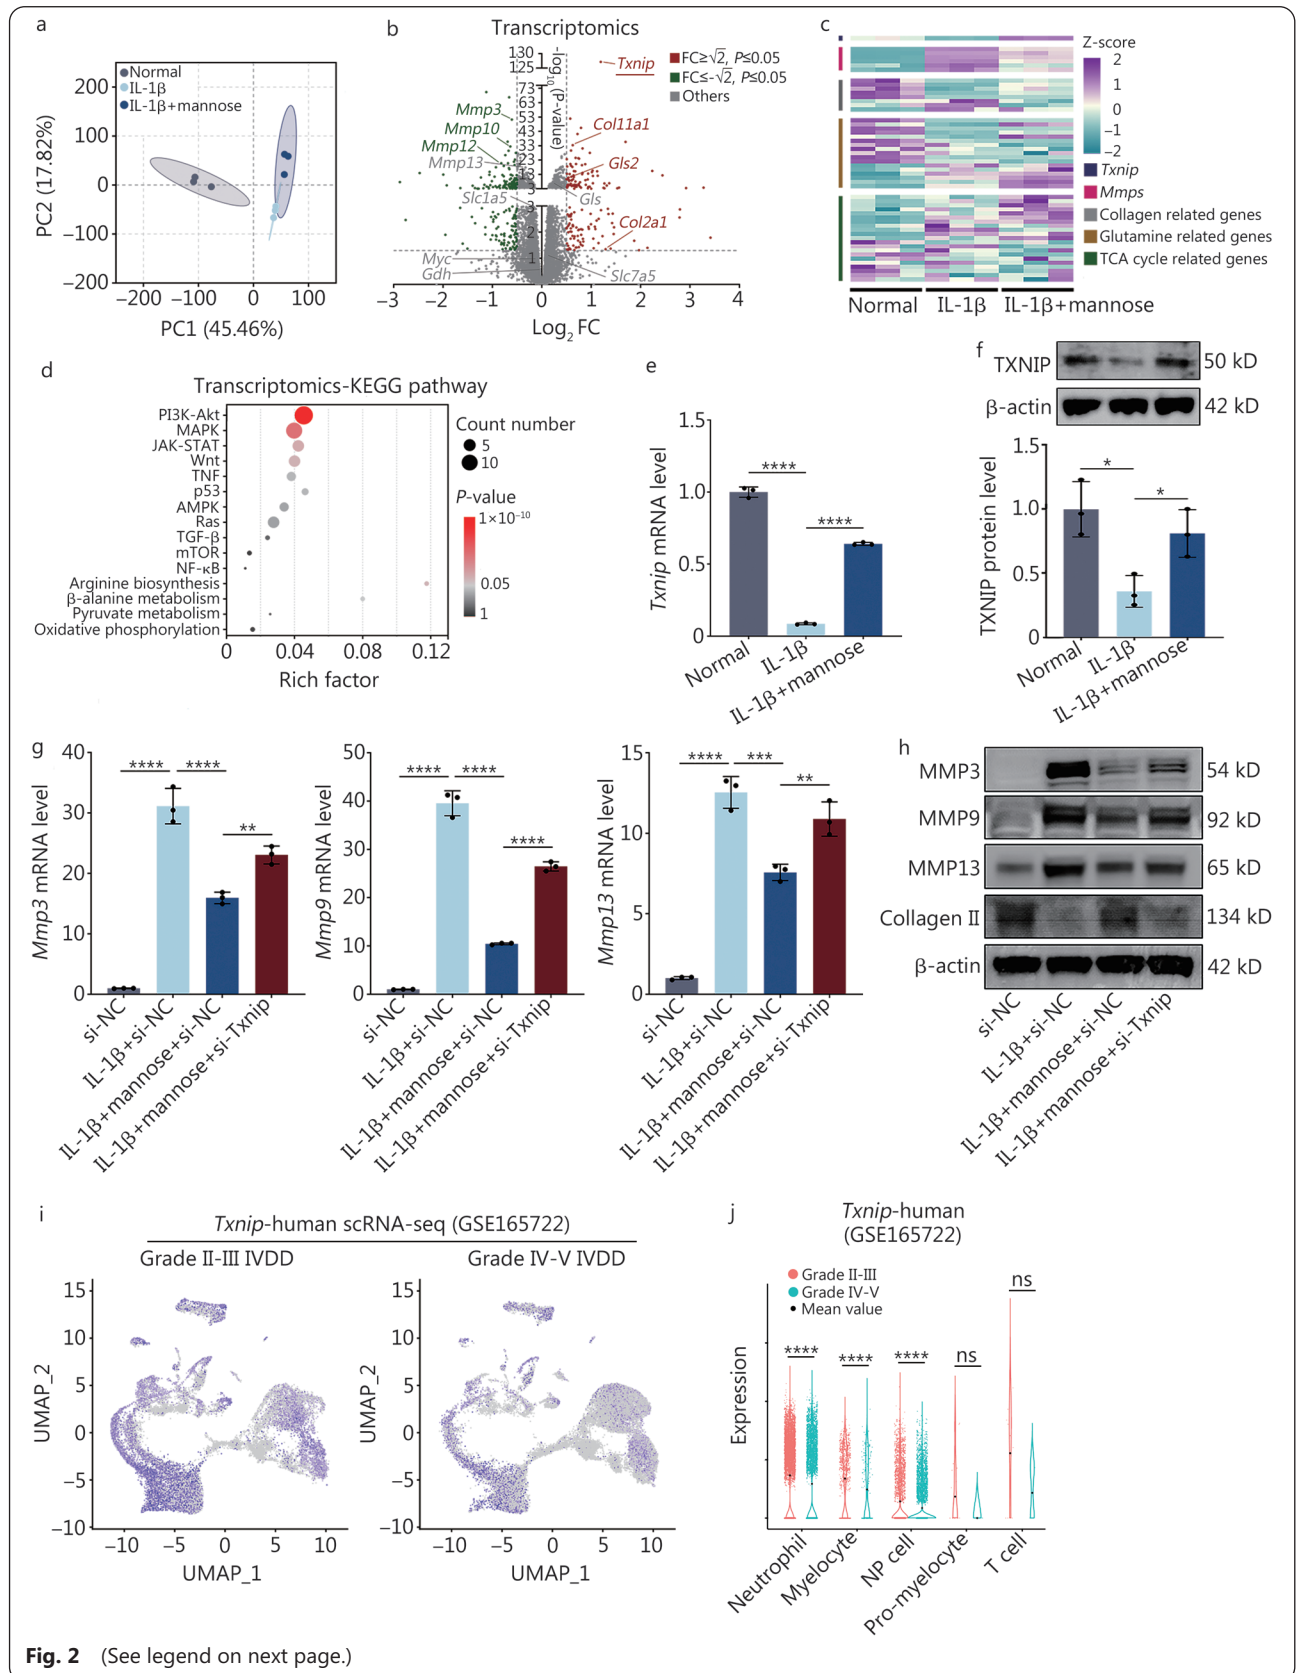 a
Normal
IL-1β
IL-1β+mannose
200
100
0
−100
−200
−200
−100
0
100
PC2 (17.82%)
PC1 (45.46%)
b
Transcriptomics
130
125
73
63
53
43
33
23
13
3
3
2
1
-log10 (P-value)
Txnip
Mmp3
Mmp10
Mmp12
Mmp13
Slc1a5
Myc
Gdh
Col11a1
Gls2
Gls
Col2a1
Slc7a5
FC≥√2, P≤0.05
FC≤-√2, P≤0.05
Others
−3 −2 −1 0 1 2 3 4
Log2 FC
c
Z-score
2
1
0
−1
−2
Txnip
Mmps
Collagen related genes
Glutamine related genes
TCA cycle related genes
Normal IL-1β IL-1β+mannose
d
Transcriptomics-KEGG pathway
PI3K-Akt
MAPK
JAK-STAT
Wnt
TNF
p53
AMPK
Ras
TGF-β
mTOR
NF-κB
Arginine biosynthesis
β-alanine metabolism
Pyruvate metabolism
Oxidative phosphorylation
0 0.04 0.08 0.12
Rich factor
Count number
5
10
P-value
1×10−10
0.05
1
e
Txnip mRNA level
1.5
1.0
0.5
0
****
****
Normal
IL-1β
IL-1β+mannose
f
TXNIP 50 kD
β-actin 42 kD
TXNIP protein level
1.5
1.0
0.5
0
*
*
Normal
IL-1β
IL-1β+mannose
g
Mmp3 mRNA level
40
30
20
10
0
**** ****
**
si-NC
IL-1β+si-NC
IL-1β+mannose+si-NC
IL-1β+mannose+si-Txnip
Mmp9 mRNA level
50
40
30
20
10
0
**** ****
****
si-NC
IL-1β+si-NC
IL-1β+mannose+si-NC
IL-1β+mannose+si-Txnip
Mmp13 mRNA level
15
10
5
0
**** ***
**
si-NC
IL-1β+si-NC
IL-1β+mannose+si-NC
IL-1β+mannose+si-Txnip
h
MMP3 54 kD
MMP9 92 kD
MMP13 65 kD
Collagen II 134 kD
β-actin 42 kD
si-NC
IL-1β+si-NC
IL-1β+mannose+si-NC
IL-1β+mannose+si-Txnip
i
Txnip-human scRNA-seq (GSE165722)
Grade II-III IVDD
Grade IV-V IVDD
15
10
5
0
−5
−10
UMAP_2
−10 −5 0 5 10
UMAP_1
15
10
5
0
−5
−10
UMAP_2
−10 −5 0 5 10
UMAP_1
j
Txnip-human
(GSE165722)
Grade II-III
Grade IV-V
Mean value
Expression
**** **** **** ns ns
Neutrophil
Myelocyte
NP cell
Pro-myelocyte
T cell
Fig. 2 (See legend on next page.)